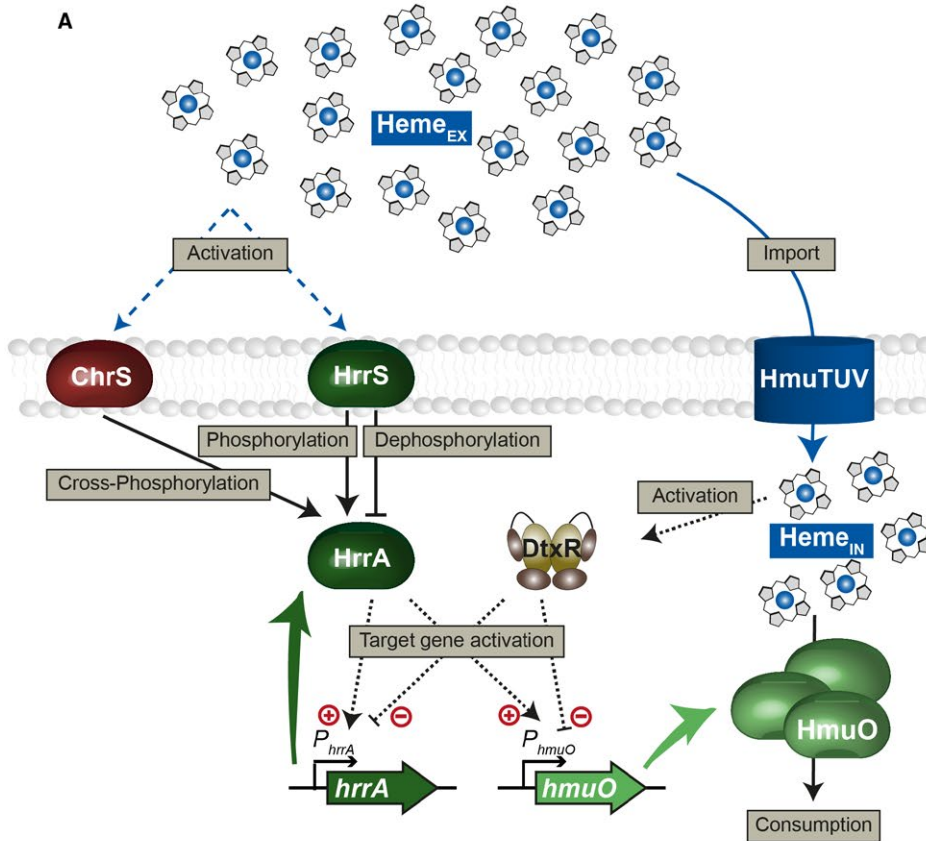 A
Heme EX
Activation
Import
ChrS
HrrS
HmuTUV
Phosphorylation
Dephosphorylation
Cross-Phosphorylation
Activation
HrrA
DtxR
Heme IN
Target gene activation
+
−
+
−
P hrrA
P hmuO
HmuO
hrrA
hmuO
Consumption